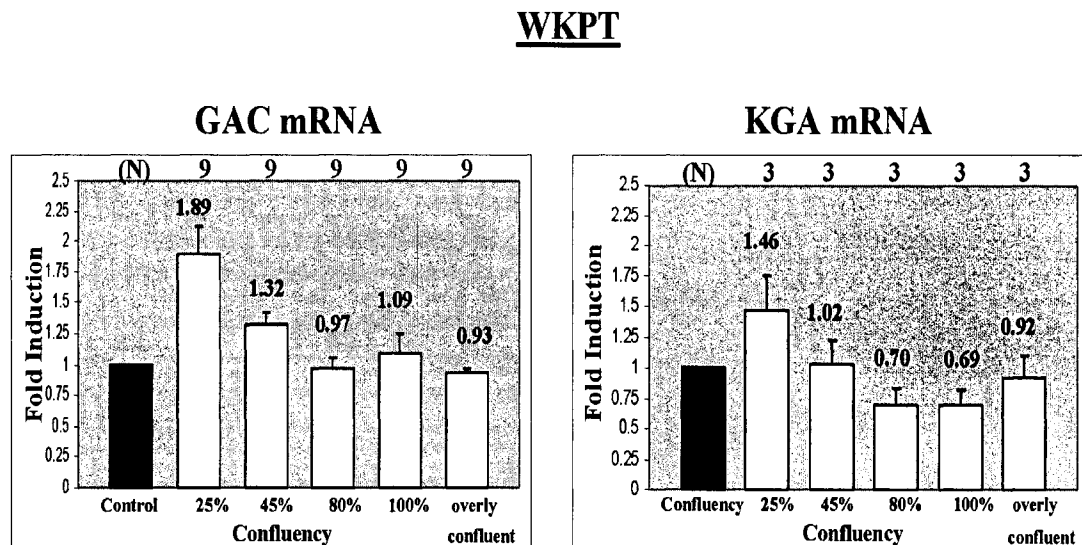 WKPT
GAC mRNA
(N) 9 9 9 9 9
2.5
2.25
2
1.75
1.5
1.25
1
0.75
0.5
0.25
0
Fold Induction
1.89
1.32
0.97
1.09
0.93
Control 25% 45% 80% 100% overly
Confluency confluent
KGA mRNA
(N) 3 3 3 3 3
2.5
2.25
2
1.75
1.5
1.25
1
0.75
0.5
0.25
0
Fold Induction
1.46
1.02
0.70
0.69
0.92
Confluency 25% 45% 80% 100% overly
Confluency confluent